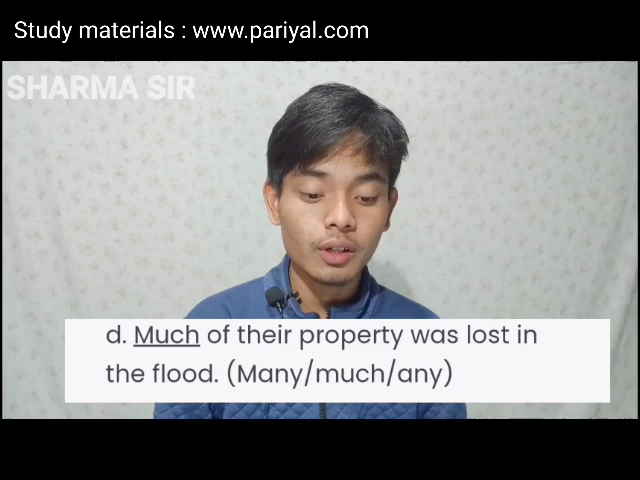 Study materials : www.pariyal.com
SHARMA SIR
d. Much of their property was lost in
the flood. (Many/much/any)